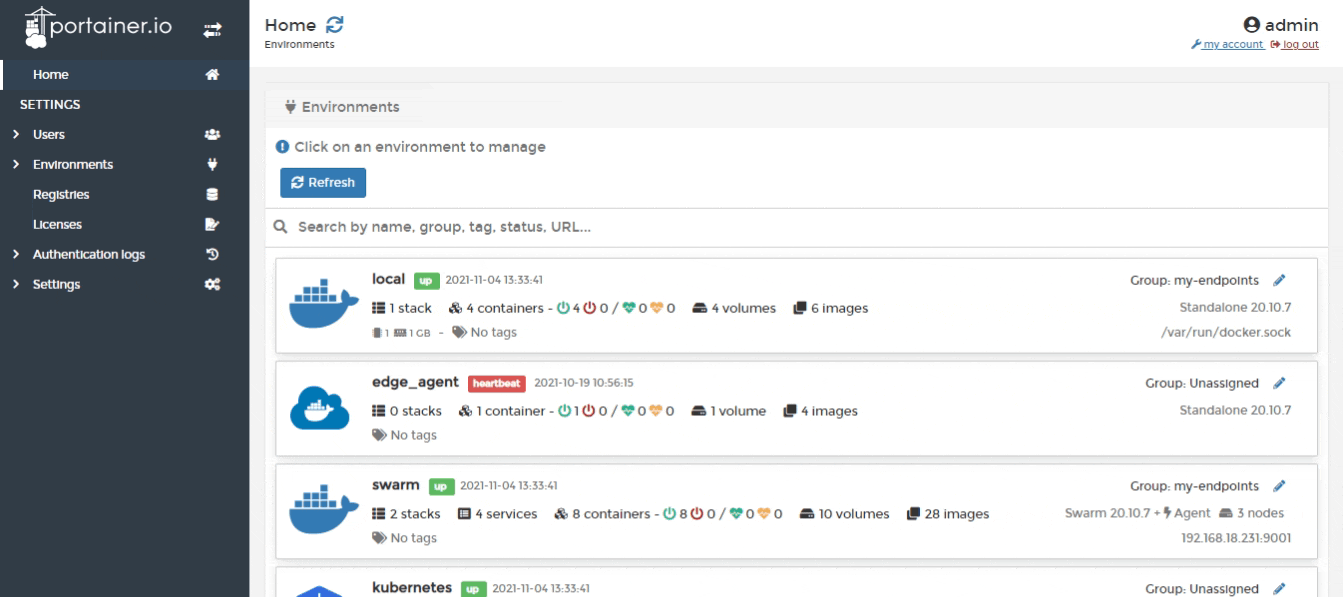 portainer.io
Home
SETTINGS
Users
Environments
Registries
Licenses
Authentication logs
Settings
Home
Environments
admin
my account log out
Environments
Click on an environment to manage
Refresh
Search by name, group, tag, status, URL...
local up 2021-11-04 13:33:41 Group: my-endpoints
1 stack 4 containers - 4 0 / 0 0 4 volumes 6 images Standalone 20.10.7
1 1 GB - No tags /var/run/docker.sock
edge_agent heartbeat 2021-10-19 10:56:15 Group: Unassigned
0 stacks 1 container - 1 0 / 0 0 1 volume 4 images Standalone 20.10.7
No tags
swarm up 2021-11-04 13:33:41 Group: my-endpoints
2 stacks 4 services 8 containers - 8 0 / 0 0 10 volumes 28 images Swarm 20.10.7 + Agent 3 nodes
No tags 192.168.18.231:9001
kubernetes up 2021-11-04 13:33:41 Group: Unassigned